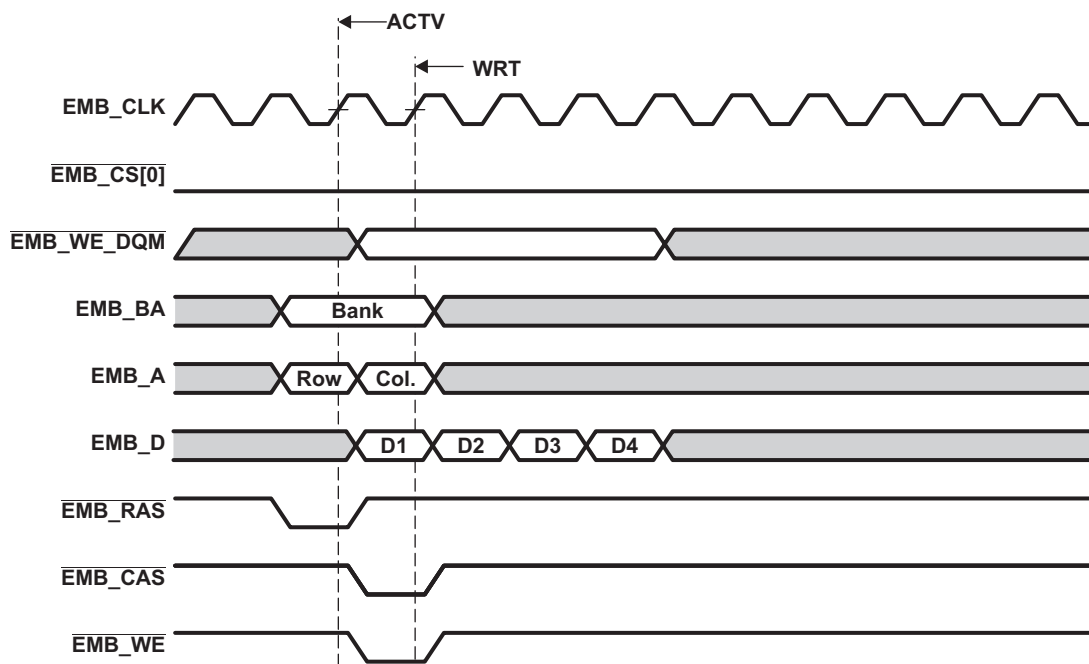 ACTV
WRT
EMB_CLK
EMB_CS[0]
EMB_WE_DQM
EMB_BA
Bank
EMB_A
Row Col.
EMB_D
D1 D2 D3 D4
EMB_RAS
EMB_CAS
EMB_WE